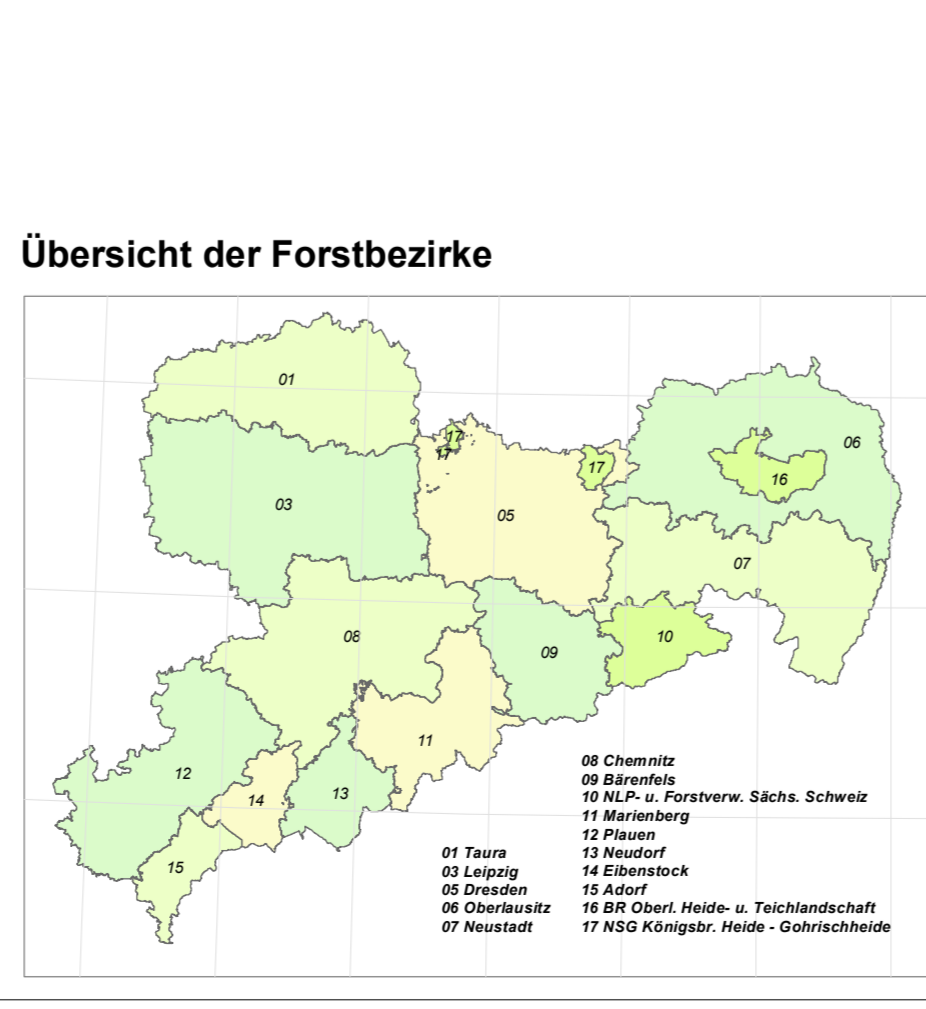 Übersicht der Forstbezirke
01
17
06
17
17
16
03
05
07
08
10
09
11
12
13
14
15
08 Chemnitz
09 Bärenfels
10 NLP- u. Forstverw. Sächs. Schweiz
11 Marienberg
12 Plauen
01 Taura
13 Neudorf
03 Leipzig
14 Eibenstock
05 Dresden
15 Adorf
06 Oberlausitz
16 BR Oberl. Heide- u. Teichlandschaft
07 Neustadt
17 NSG Königsbr. Heide - Gohrischheide